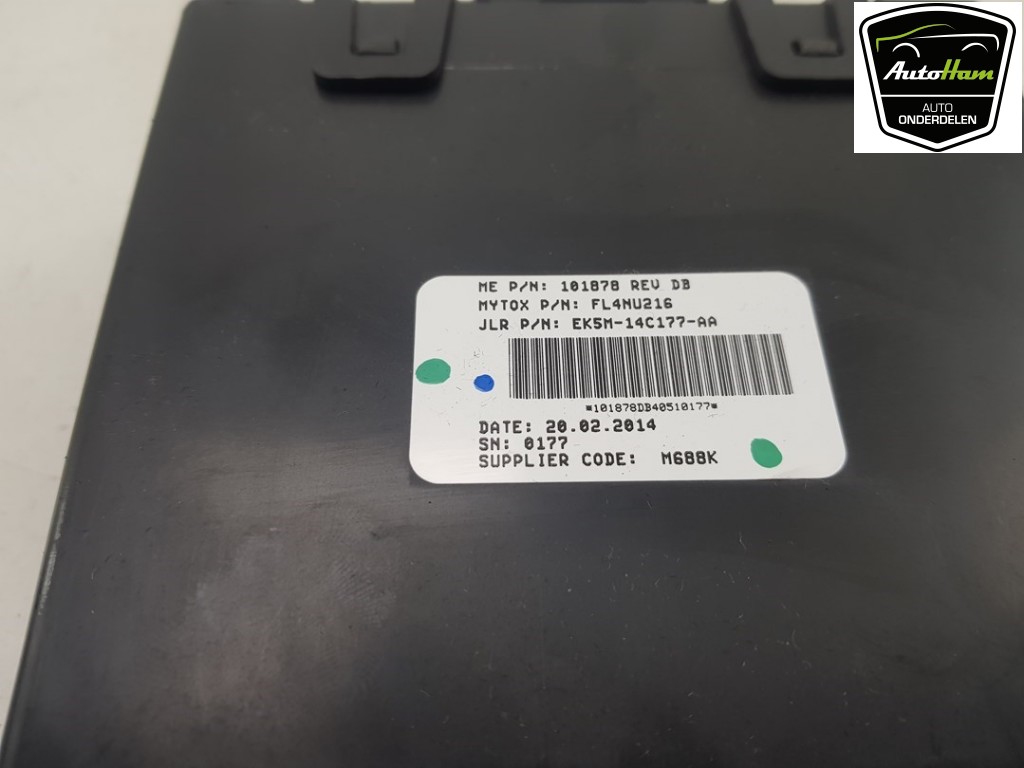 AutoHam
AUTO
ONDERDELEN
ME P/N: 101878 REV DB
MYTOX P/N: FL4NU216
JLR P/N: EK5M-14C177-AA
*101878DB40510177*
DATE: 20.02.2014
SN: 0177
SUPPLIER CODE: M688K